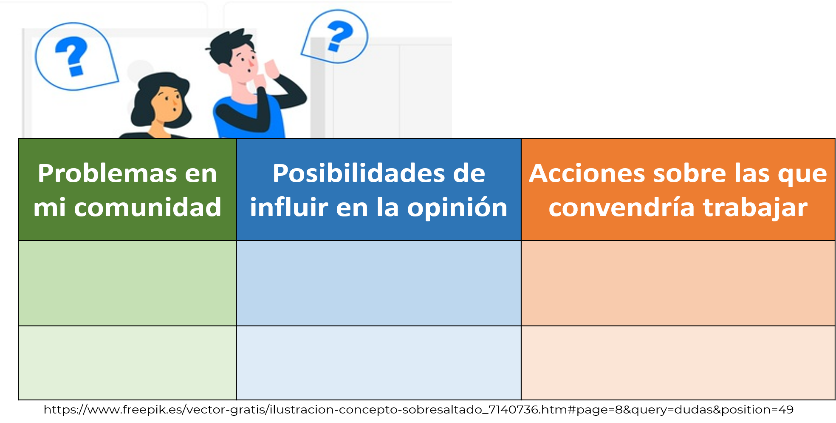 ?
?
Problemas en
mi comunidad
Posibilidades de
influir en la opinión
Acciones sobre las que
convendría trabajar
https://www.freepik.es/vector-gratis/ilustracion-concepto-sobresaltado_7140736.htm#page=8&query=dudas&position=49